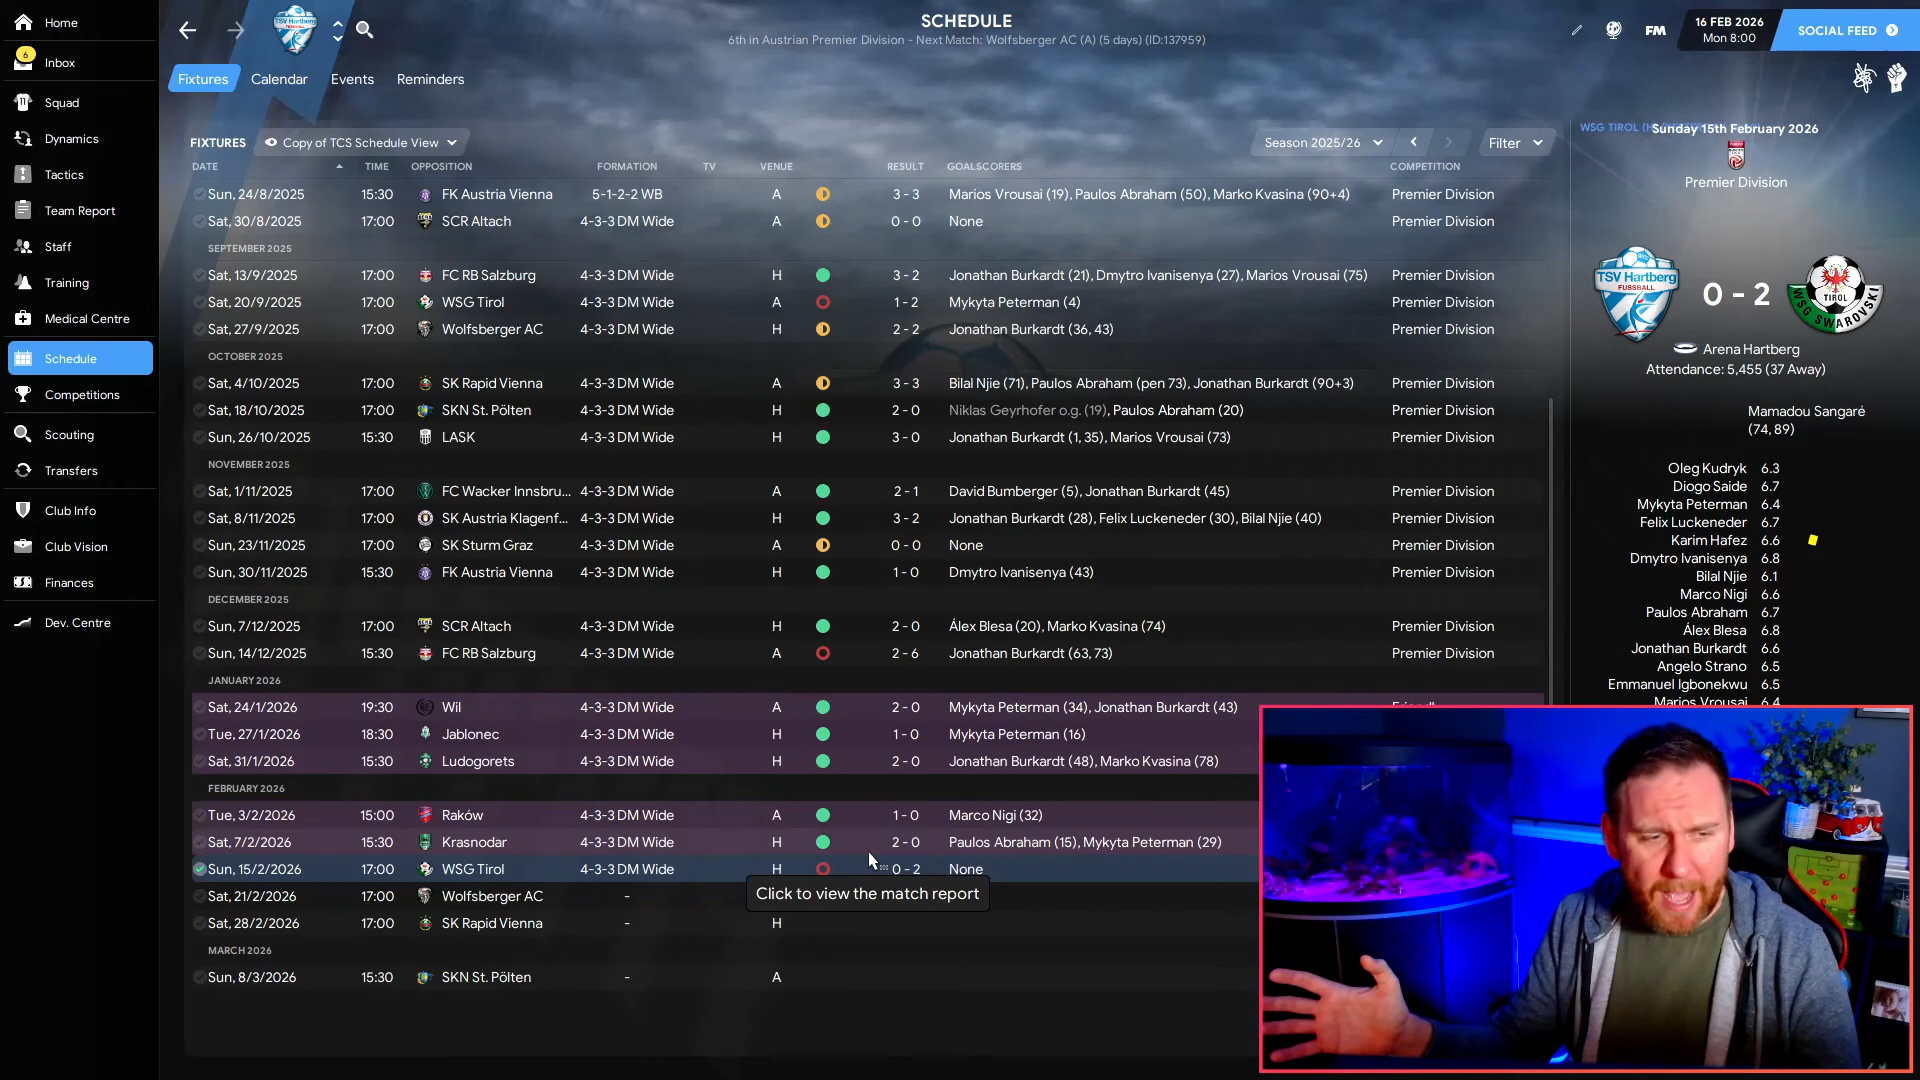 Home
SCHEDULE
6th in Austrian Premier Division - Next Match: Wolfsberger AC (A) (5 days) (ID:137959)
FM
16 FEB 2026
Mon 8:00
SOCIAL FEED
6
Inbox
Squad
Dynamics
Tactics
Team Report
Staff
Training
Medical Centre
Schedule
Competitions
Scouting
Transfers
Club Info
Club Vision
Finances
Dev. Centre
Fixtures Calendar Events Reminders
FIXTURES Copy of TCS Schedule View Season 2025/26 Filter
DATE TIME OPPOSITION FORMATION TV VENUE RESULT GOALSCORERS COMPETITION
Sun, 24/8/2025 15:30 FK Austria Vienna 5-1-2-2 WB A 3 - 3 Marios Vrousai (19), Paulos Abraham (50), Marko Kvasina (90+4) Premier Division
Sat, 30/8/2025 17:00 SCR Altach 4-3-3 DM Wide A 0 - 0 None Premier Division
SEPTEMBER 2025
Sat, 13/9/2025 17:00 FC RB Salzburg 4-3-3 DM Wide H 3 - 2 Jonathan Burkardt (21), Dmytro Ivanisenya (27), Marios Vrousai (75) Premier Division
Sat, 20/9/2025 17:00 WSG Tirol 4-3-3 DM Wide A 1 - 2 Mykyta Peterman (4) Premier Division
Sat, 27/9/2025 17:00 Wolfsberger AC 4-3-3 DM Wide H 2 - 2 Jonathan Burkardt (36, 43) Premier Division
OCTOBER 2025
Sat, 4/10/2025 17:00 SK Rapid Vienna 4-3-3 DM Wide A 3 - 3 Bilal Njie (71), Paulos Abraham (pen 73), Jonathan Burkardt (90+3) Premier Division
Sat, 18/10/2025 17:00 SKN St. Pölten 4-3-3 DM Wide H 2 - 0 Niklas Geyrhofer o.g. (19), Paulos Abraham (20) Premier Division
Sun, 26/10/2025 15:30 LASK 4-3-3 DM Wide H 3 - 0 Jonathan Burkardt (1, 35), Marios Vrousai (73) Premier Division
NOVEMBER 2025
Sat, 1/11/2025 17:00 FC Wacker Innsbru... 4-3-3 DM Wide A 2 - 1 David Bumberger (5), Jonathan Burkardt (45) Premier Division
Sat, 8/11/2025 17:00 SK Austria Klagenf... 4-3-3 DM Wide H 3 - 2 Jonathan Burkardt (28), Felix Luckeneder (30), Bilal Njie (40) Premier Division
Sun, 23/11/2025 17:00 SK Sturm Graz 4-3-3 DM Wide A 0 - 0 None Premier Division
Sun, 30/11/2025 15:30 FK Austria Vienna 4-3-3 DM Wide H 1 - 0 Dmytro Ivanisenya (43) Premier Division
DECEMBER 2025
Sun, 7/12/2025 17:00 SCR Altach 4-3-3 DM Wide H 2 - 0 Álex Blesa (20), Marko Kvasina (74) Premier Division
Sun, 14/12/2025 15:30 FC RB Salzburg 4-3-3 DM Wide A 2 - 6 Jonathan Burkardt (63, 73) Premier Division
JANUARY 2026
Sat, 24/1/2026 19:30 Wil 4-3-3 DM Wide A 2 - 0 Mykyta Peterman (34), Jonathan Burkardt (43)
Tue, 27/1/2026 18:30 Jablonec 4-3-3 DM Wide H 1 - 0 Mykyta Peterman (16)
Sat, 31/1/2026 15:30 Ludogorets 4-3-3 DM Wide H 2 - 0 Jonathan Burkardt (48), Marko Kvasina (78)
FEBRUARY 2026
Tue, 3/2/2026 15:00 Raków 4-3-3 DM Wide A 1 - 0 Marco Nigi (32)
Sat, 7/2/2026 15:30 Krasnodar 4-3-3 DM Wide H 2 - 0 Paulos Abraham (15), Mykyta Peterman (29)
Sun, 15/2/2026 17:00 WSG Tirol 4-3-3 DM Wide H 0 - 2 None
Click to view the match report
Sat, 21/2/2026 17:00 Wolfsberger AC -
Sat, 28/2/2026 17:00 SK Rapid Vienna - H
MARCH 2026
Sun, 8/3/2026 15:30 SKN St. Pölten - A
WSG TIROL (H
Sunday 15th February 2026
Premier Division
TSV Hartberg
FUSSBALL
0 - 2
TIROL
WSG SWAROVSKI
Arena Hartberg
Attendance: 5,455 (37 Away)
Mamadou Sangaré
(74, 89)
Oleg Kudryk 6.3
Diogo Saide 6.7
Mykyta Peterman 6.4
Felix Luckeneder 6.7
Karim Hafez 6.6
Dmytro Ivanisenya 6.8
Bilal Njie 6.1
Marco Nigi 6.6
Paulos Abraham 6.7
Álex Blesa 6.8
Jonathan Burkardt 6.6
Angelo Strano 6.5
Emmanuel Igbonekwu 6.5
Marios Vrousai 6.4